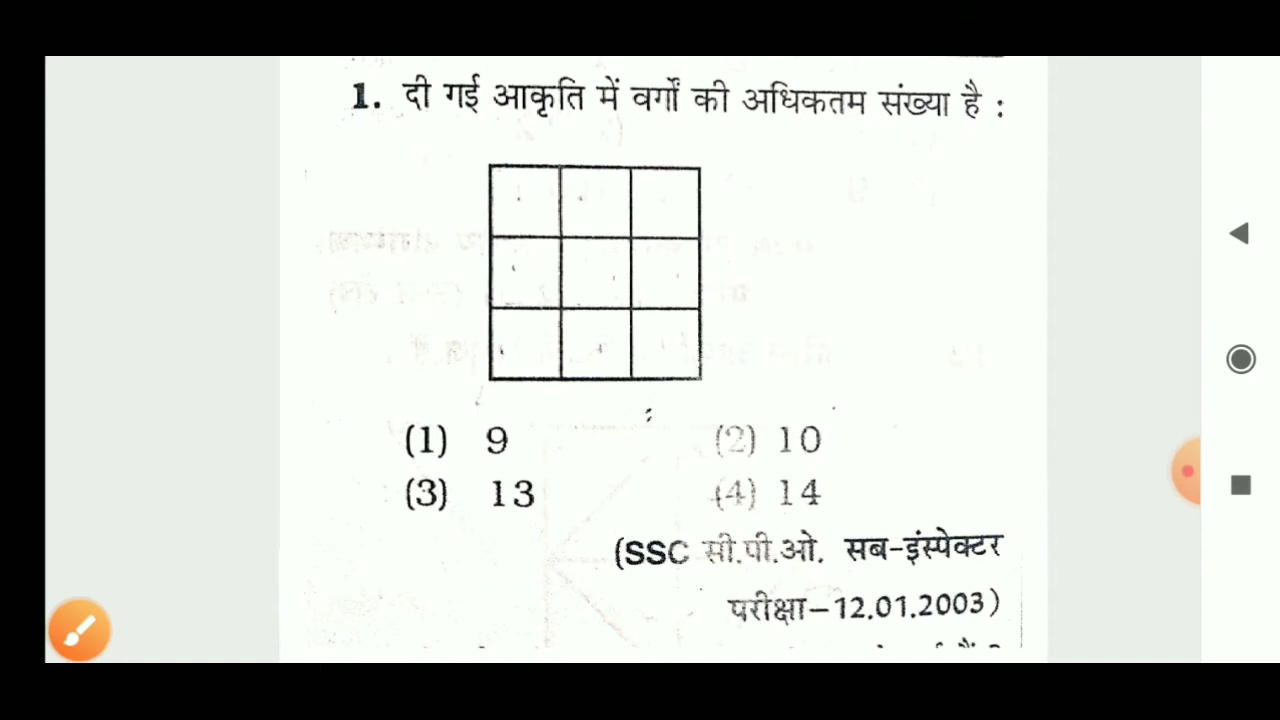 1. दी गई आकृति में वर्गों की अधिकतम संख्या है :
(1) 9 (2) 10
(3) 13 (4) 14
(SSC सी.पी.ओ. सब-इंस्पेक्टर
परीक्षा–12.01.2003)